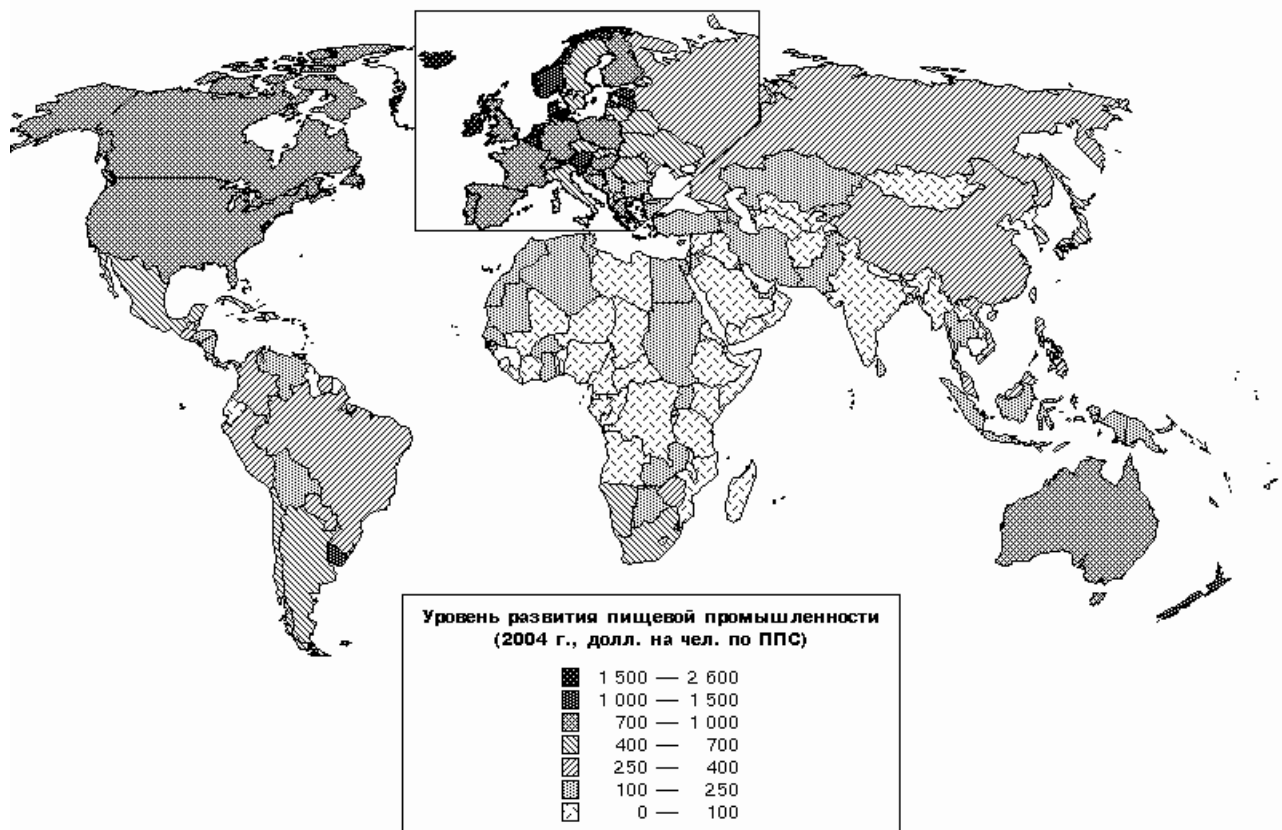 Уровень развития пищевой промышленности
(2004 г., долл. на чел. по ППС)
1 500 — 2 600
1 000 — 1 500
700 — 1 000
400 — 700
250 — 400
100 — 250
0 — 100